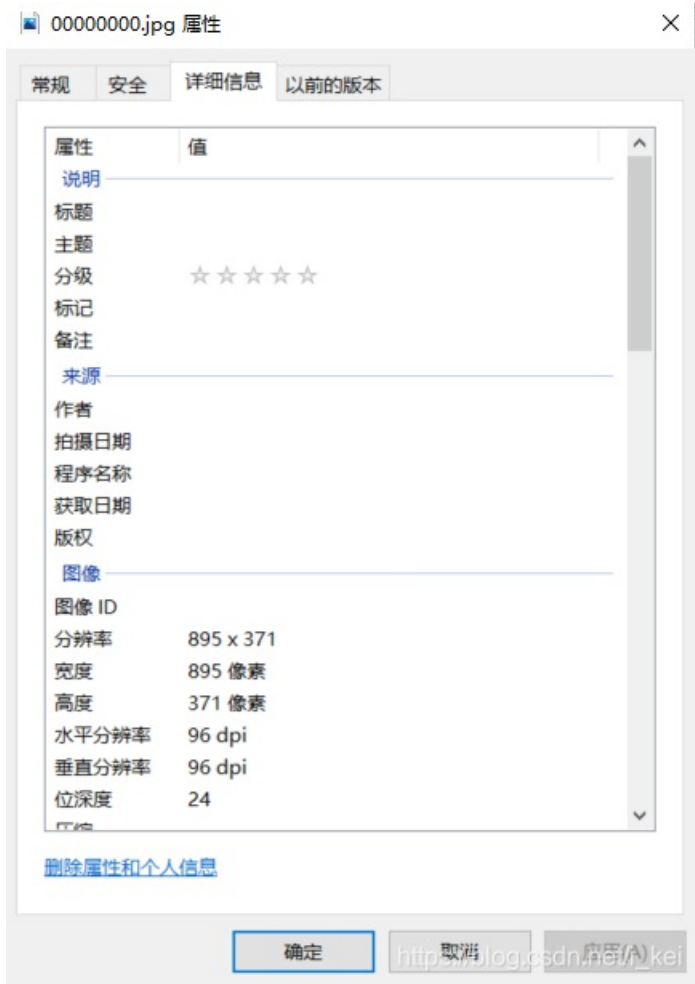 00000000.jpg 属性
常规 安全 详细信息 以前的版本
属性 值
说明
标题
主题
分级 ☆☆☆☆☆
标记
备注
来源
作者
拍摄日期
程序名称
获取日期
版权
图像
图像 ID
分辨率 895 x 371
宽度 895 像素
高度 371 像素
水平分辨率 96 dpi
垂直分辨率 96 dpi
位深度 24
压缩
删除属性和个人信息
确定 取消 应用(A)